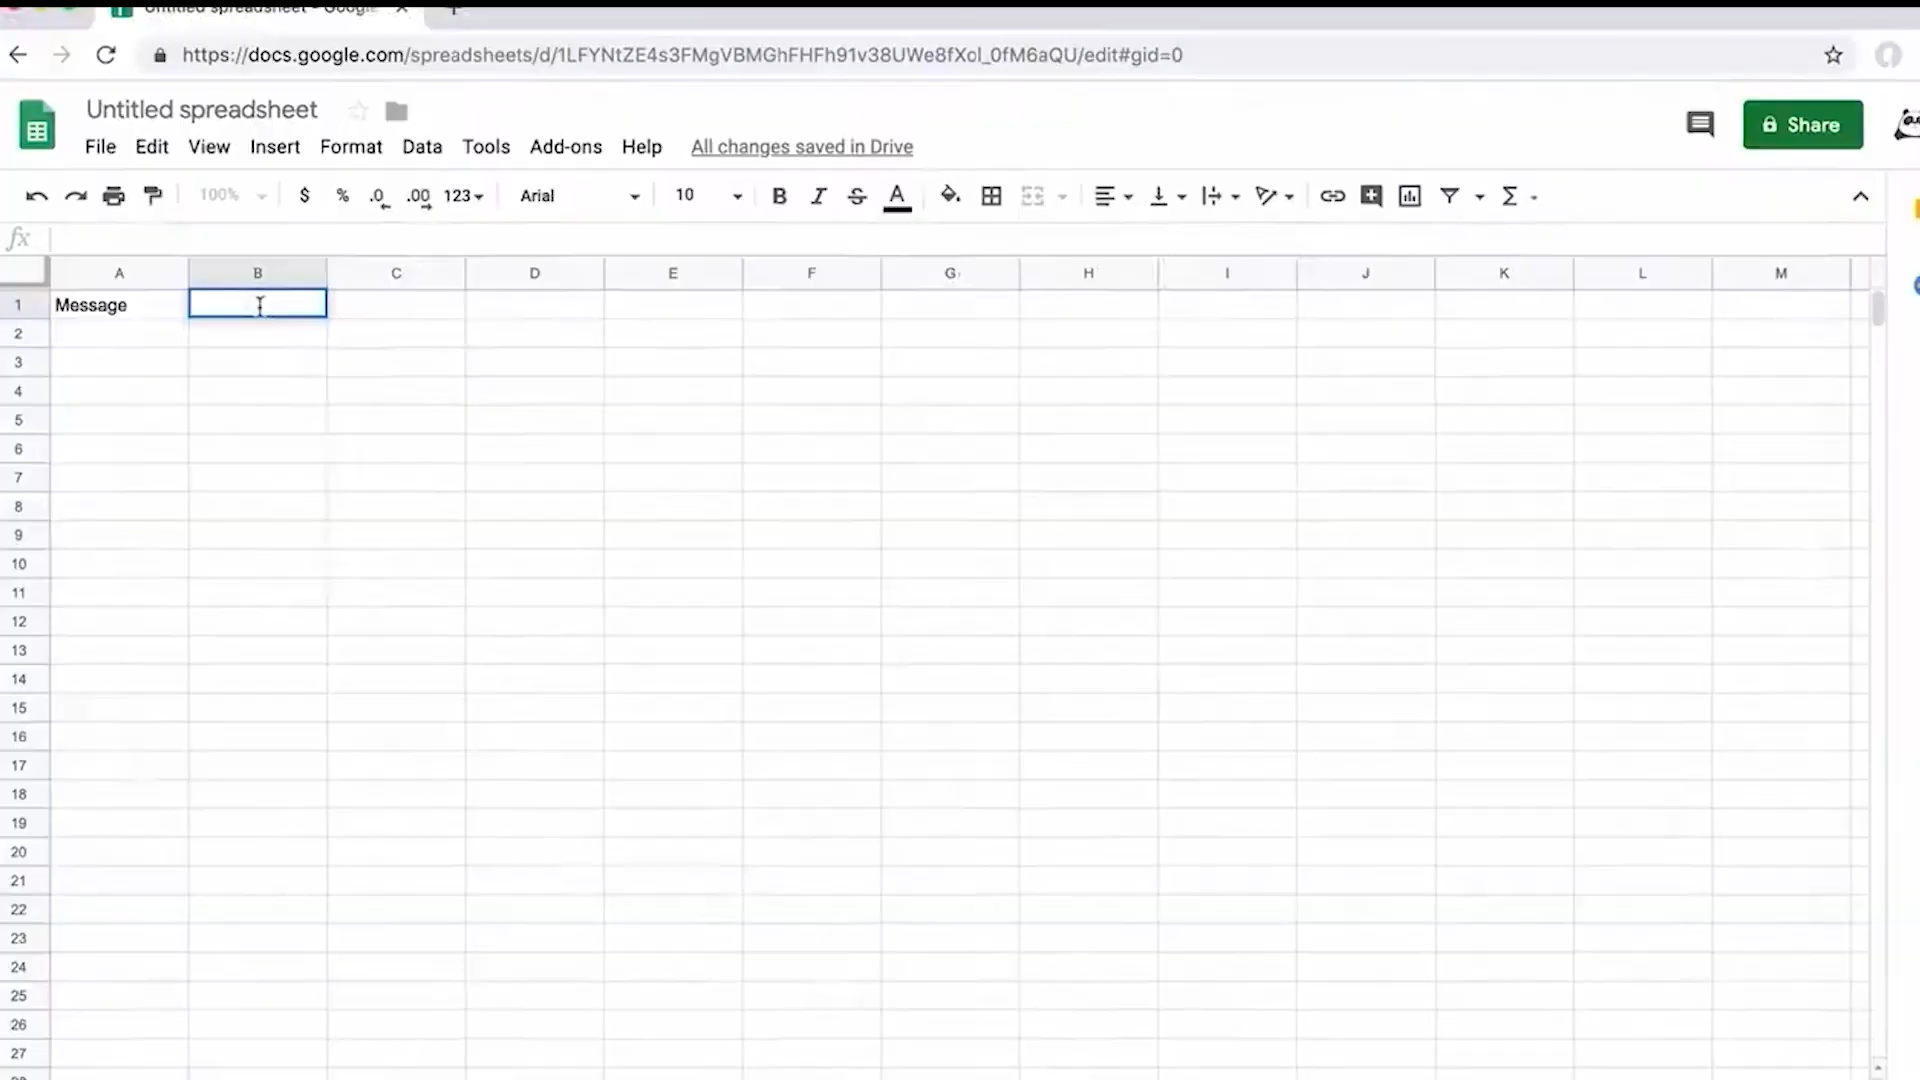 Untitled spreadsheet - Google
https://docs.google.com/spreadsheets/d/1LFYNtZE4s3FMgVBMGhFHFh91v38UWe8fXol_0fM6aQU/edit#gid=0
Untitled spreadsheet
File Edit View Insert Format Data Tools Add-ons Help All changes saved in Drive
Share
100% $ % .0 .00 123 Arial 10 B I S A Σ
fx
A B C D E F G H I J K L M
1 Message
2
3
4
5
6
7
8
9
10
11
12
13
14
15
16
17
18
19
20
21
22
23
24
25
26
27